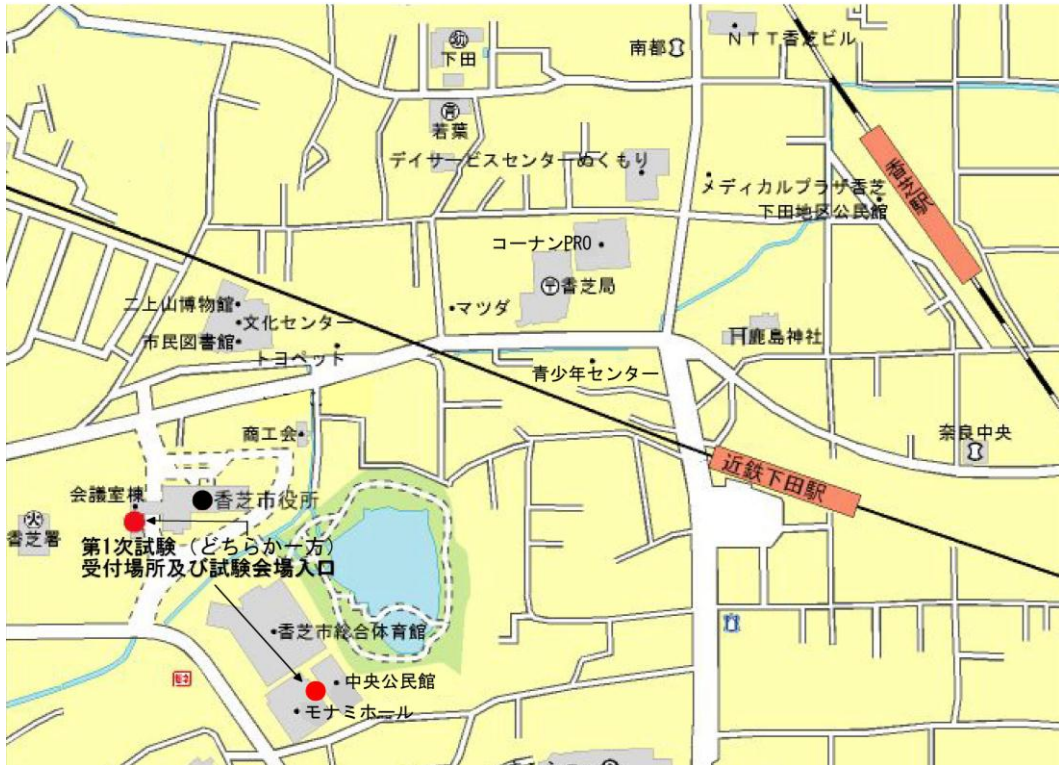 幼
下田
南都
NTT香芝ビル
若葉
デイサービスセンターぬくもり
メディカルプラザ香芝
下田地区公民館
香芝駅
コーナンPRO
〒香芝局
マツダ
二上山博物館
文化センター
市民図書館
トヨペット
鹿島神社
青少年センター
商工会
奈良中央
近鉄下田駅
会議室棟
香芝市役所
火
香芝署
第1次試験(どちらか一方)
受付場所及び試験会場入口
香芝市総合体育館
中央公民館
モナミホール